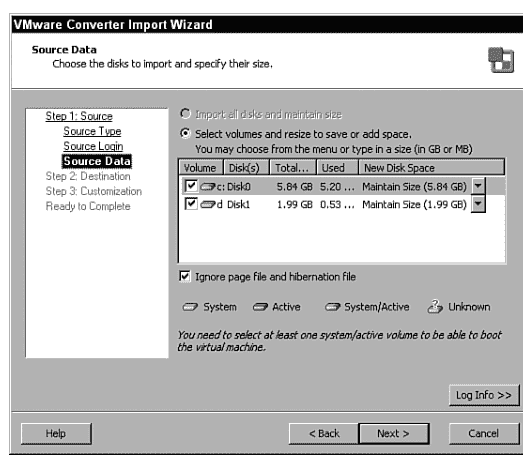 VMware Converter Import Wizard
Source Data
Choose the disks to import and specify their size.
Step 1: Source
Source Type
Source Login
Source Data
Step 2: Destination
Step 3: Customization
Ready to Complete
Import all disks and maintain size
Select volumes and resize to save or add space.
You may choose from the menu or type in a size (in GB or MB)
Volume Disk(s) Total... Used New Disk Space
c: Disk0 5.84 GB 5.20 ... Maintain Size (5.84 GB)
d Disk1 1.99 GB 0.53 ... Maintain Size (1.99 GB)
Ignore page file and hibernation file
System Active System/Active Unknown
You need to select at least one system/active volume to be able to boot
the virtual machine.
Log Info >>
Help < Back Next > Cancel